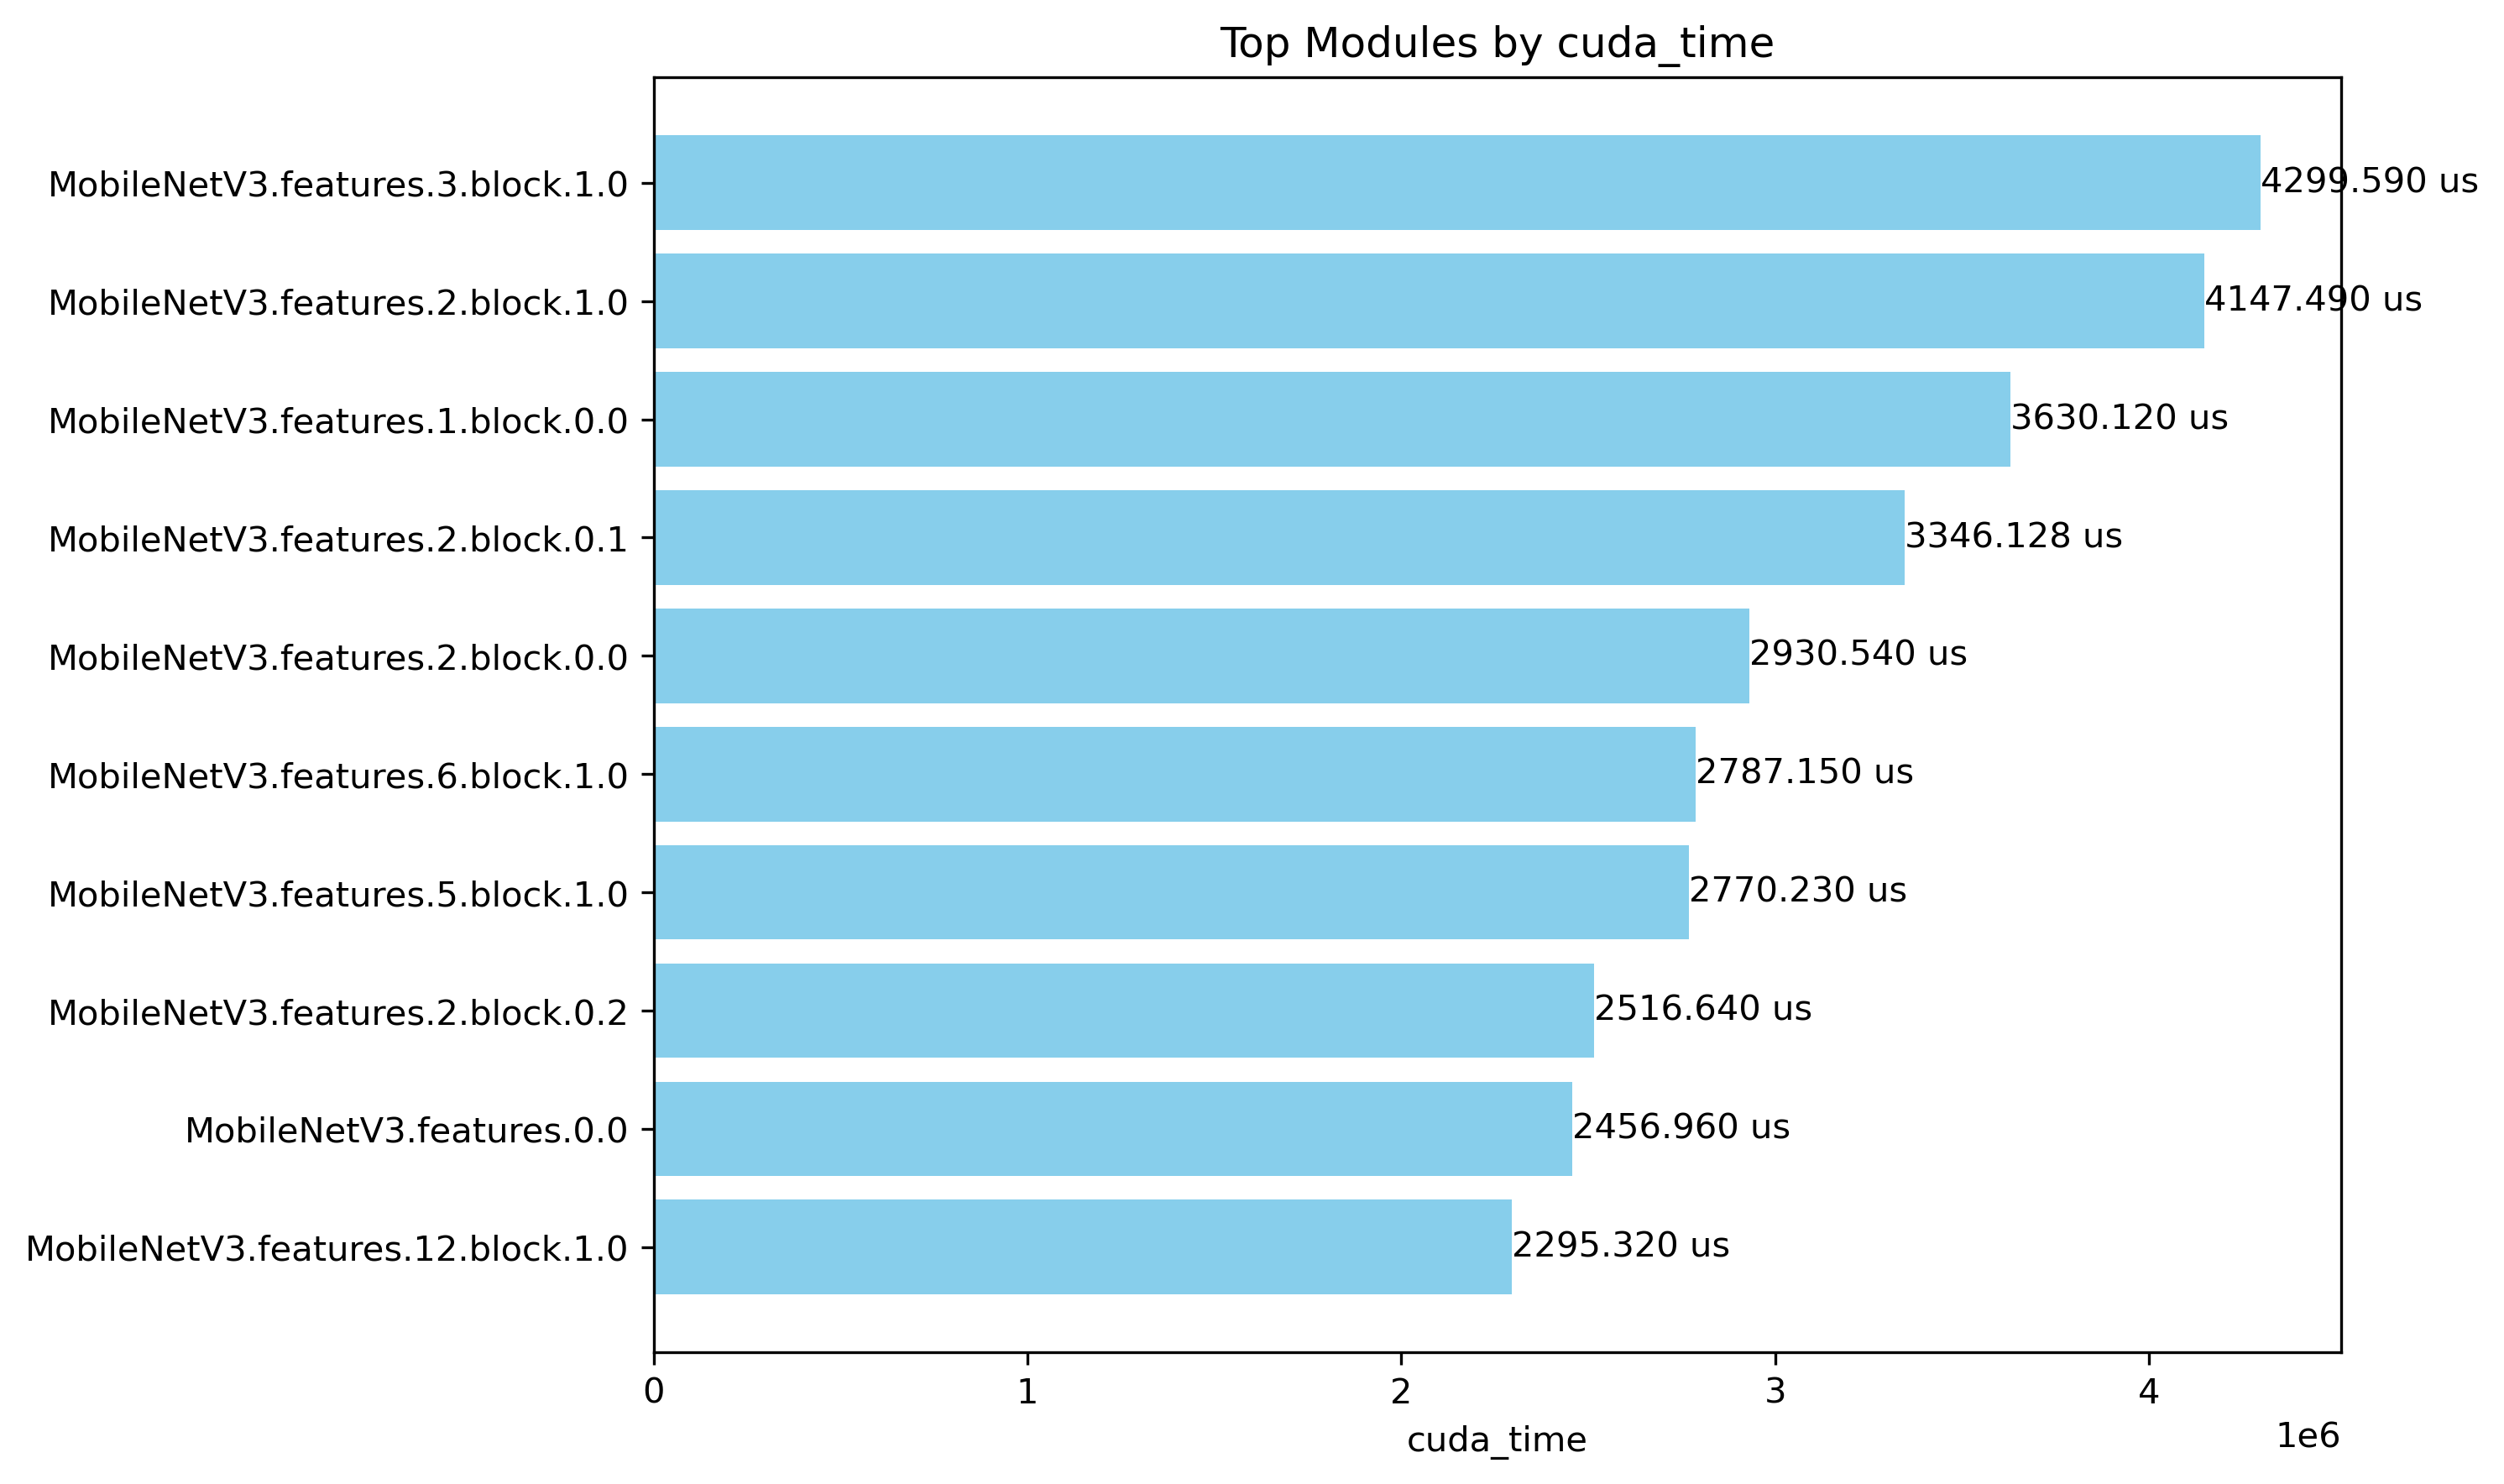 Top Modules by cuda_time
MobileNetV3.features.3.block.1.0 4299.590 us
MobileNetV3.features.2.block.1.0 4147.490 us
MobileNetV3.features.1.block.0.0 3630.120 us
MobileNetV3.features.2.block.0.1 3346.128 us
MobileNetV3.features.2.block.0.0 2930.540 us
MobileNetV3.features.6.block.1.0 2787.150 us
MobileNetV3.features.5.block.1.0 2770.230 us
MobileNetV3.features.2.block.0.2 2516.640 us
MobileNetV3.features.0.0 2456.960 us
MobileNetV3.features.12.block.1.0 2295.320 us
0 1 2 3 4
1e6
cuda_time